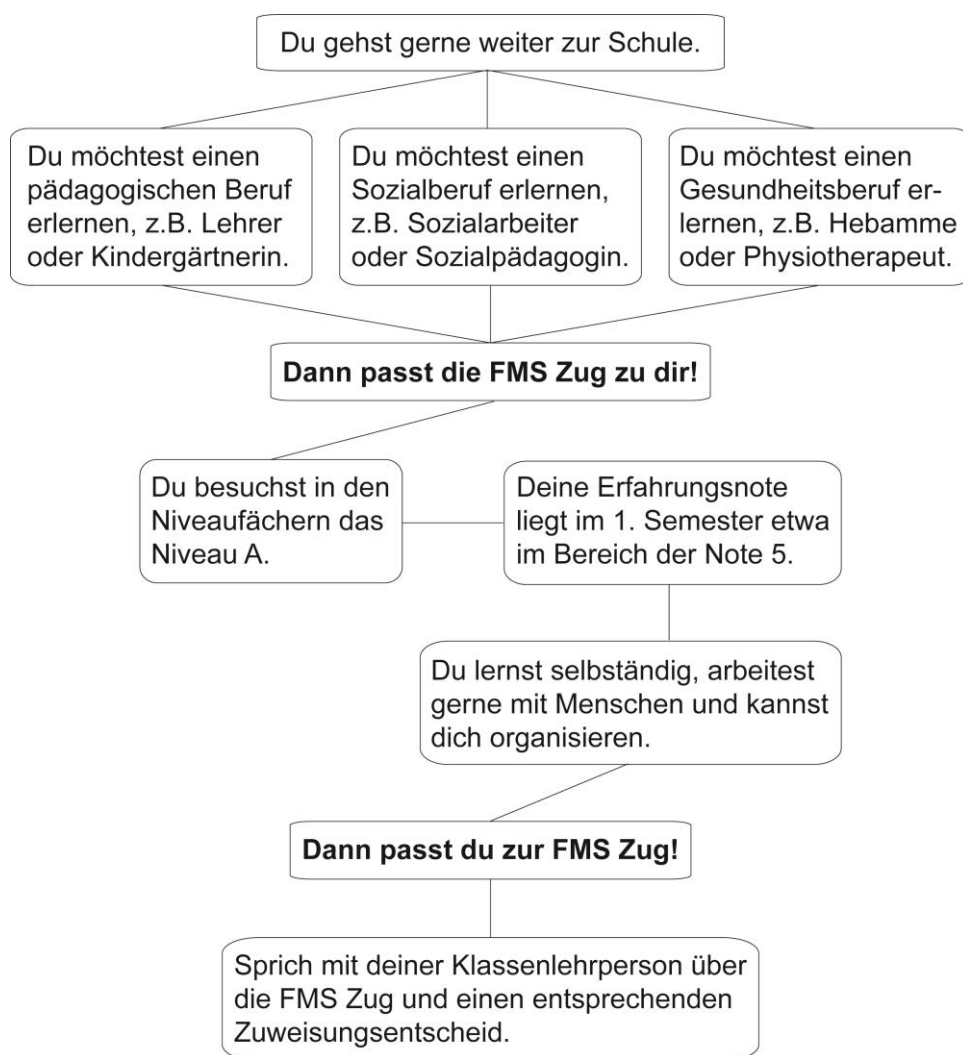 Du gehst gerne weiter zur Schule.
Du möchtest einen
pädagogischen Beruf
erlernen, z.B. Lehrer
oder Kindergärtnerin.
Du möchtest einen
Sozialberuf erlernen,
z.B. Sozialarbeiter
oder Sozialpädagogin.
Du möchtest einen
Gesundheitsberuf er-
lernen, z.B. Hebamme
oder Physiotherapeut.
Dann passt die FMS Zug zu dir!
Du besuchst in den
Niveaufächern das
Niveau A.
Deine Erfahrungsnote
liegt im 1. Semester etwa
im Bereich der Note 5.
Du lernst selbständig, arbeitest
gerne mit Menschen und kannst
dich organisieren.
Dann passt du zur FMS Zug!
Sprich mit deiner Klassenlehrperson über
die FMS Zug und einen entsprechenden
Zuweisungsentscheid.